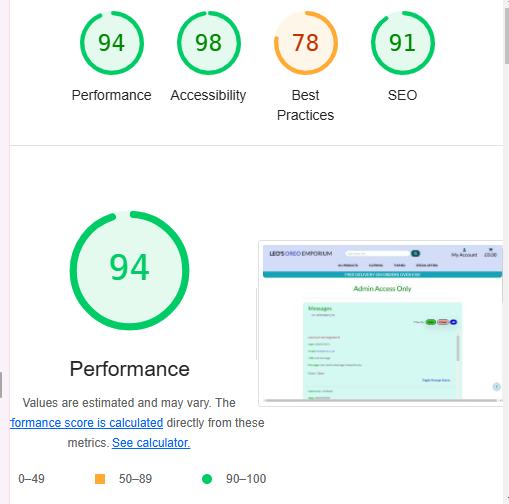 94
98
78
91
Performance
Accessibility
Best
Practices
SEO
94
Performance
Values are estimated and may vary. The
formance score is calculated directly from these
metrics. See calculator.
0–49
50–89
90–100
LEO'S OREO EMPORIUM
My Account
£0.00
FREE DELIVERY ON ORDERS OVER £50
Admin Access Only
Messages